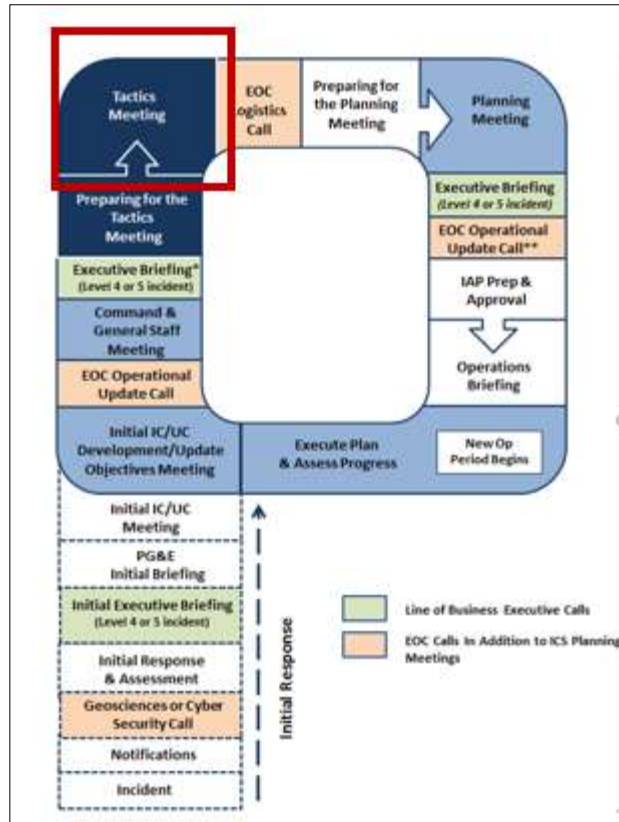 Tactics
Meeting
EOC
Logistics
Call
Preparing for
the Planning
Meeting
Planning
Meeting
Preparing for the
Tactics
Meeting
Executive Briefing*
(Level 4 or 5 incident)
Command &
General Staff
Meeting
EOC Operational
Update Call
Initial IC/UC
Development/Update
Objectives Meeting
Executive Briefing
(Level 4 or 5 incident)
EOC Operational
Update Call**
IAP Prep &
Approval
Operations
Briefing
Execute Plan
& Assess Progress
New Op
Period Begins
Initial IC/UC
Meeting
PG&E
Initial Briefing
Initial Executive Briefing
(Level 4 or 5 incident)
Initial Response
& Assessment
Geosciences or Cyber
Security Call
Notifications
Incident
Initial Response
Line of Business Executive Calls
EOC Calls In Addition to ICS Planning
Meetings